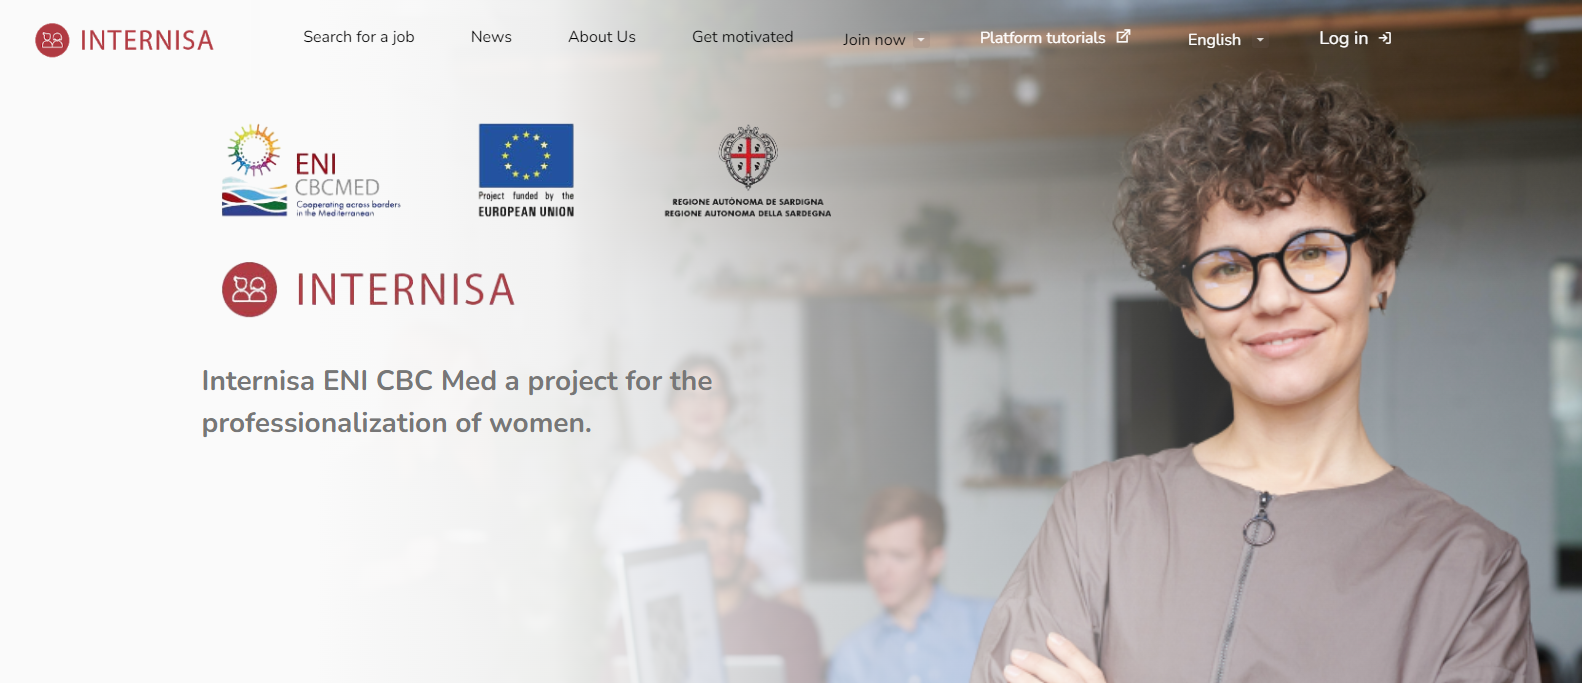 INTERNISA
Search for a job
News
About Us
Get motivated
Join now
Platform tutorials
English
Log in
ENI
CBCMED
Cooperating across borders
in the Mediterranean
Project funded by the
EUROPEAN UNION
REGIONE AUTÒNOMA DE SARDIGNA
REGIONE AUTONOMA DELLA SARDEGNA
INTERNISA
Internisa ENI CBC Med a project for the
professionalization of women.